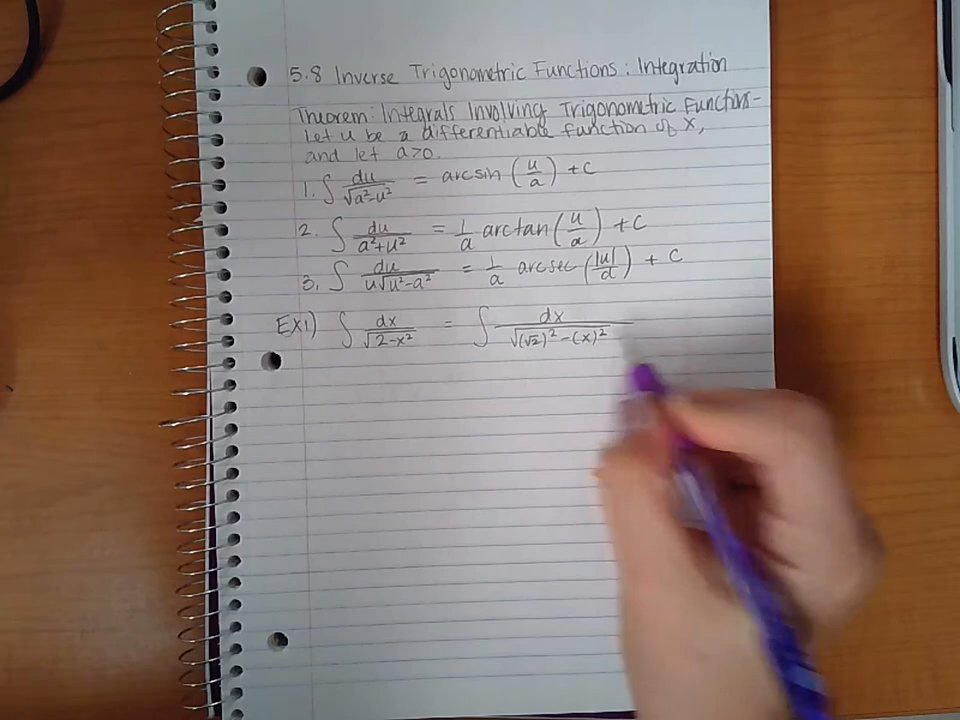 5.8 Inverse Trigonometric Functions: Integration
Theorem: Integrals Involving Trigonometric Functions-
Let u be a differentiable function of x,
and let a>0.
1. ∫ du/√(a²-u²) = arcsin (u/a) + C
2. ∫ du/(a²+u²) = 1/a arctan (u/a) + C
3. ∫ du/(u√(u²-a²)) = 1/a arcsec (|u|/a) + C
EX1) ∫ dx/√(2-x²) = ∫ dx/√((√2)²-(x)²)